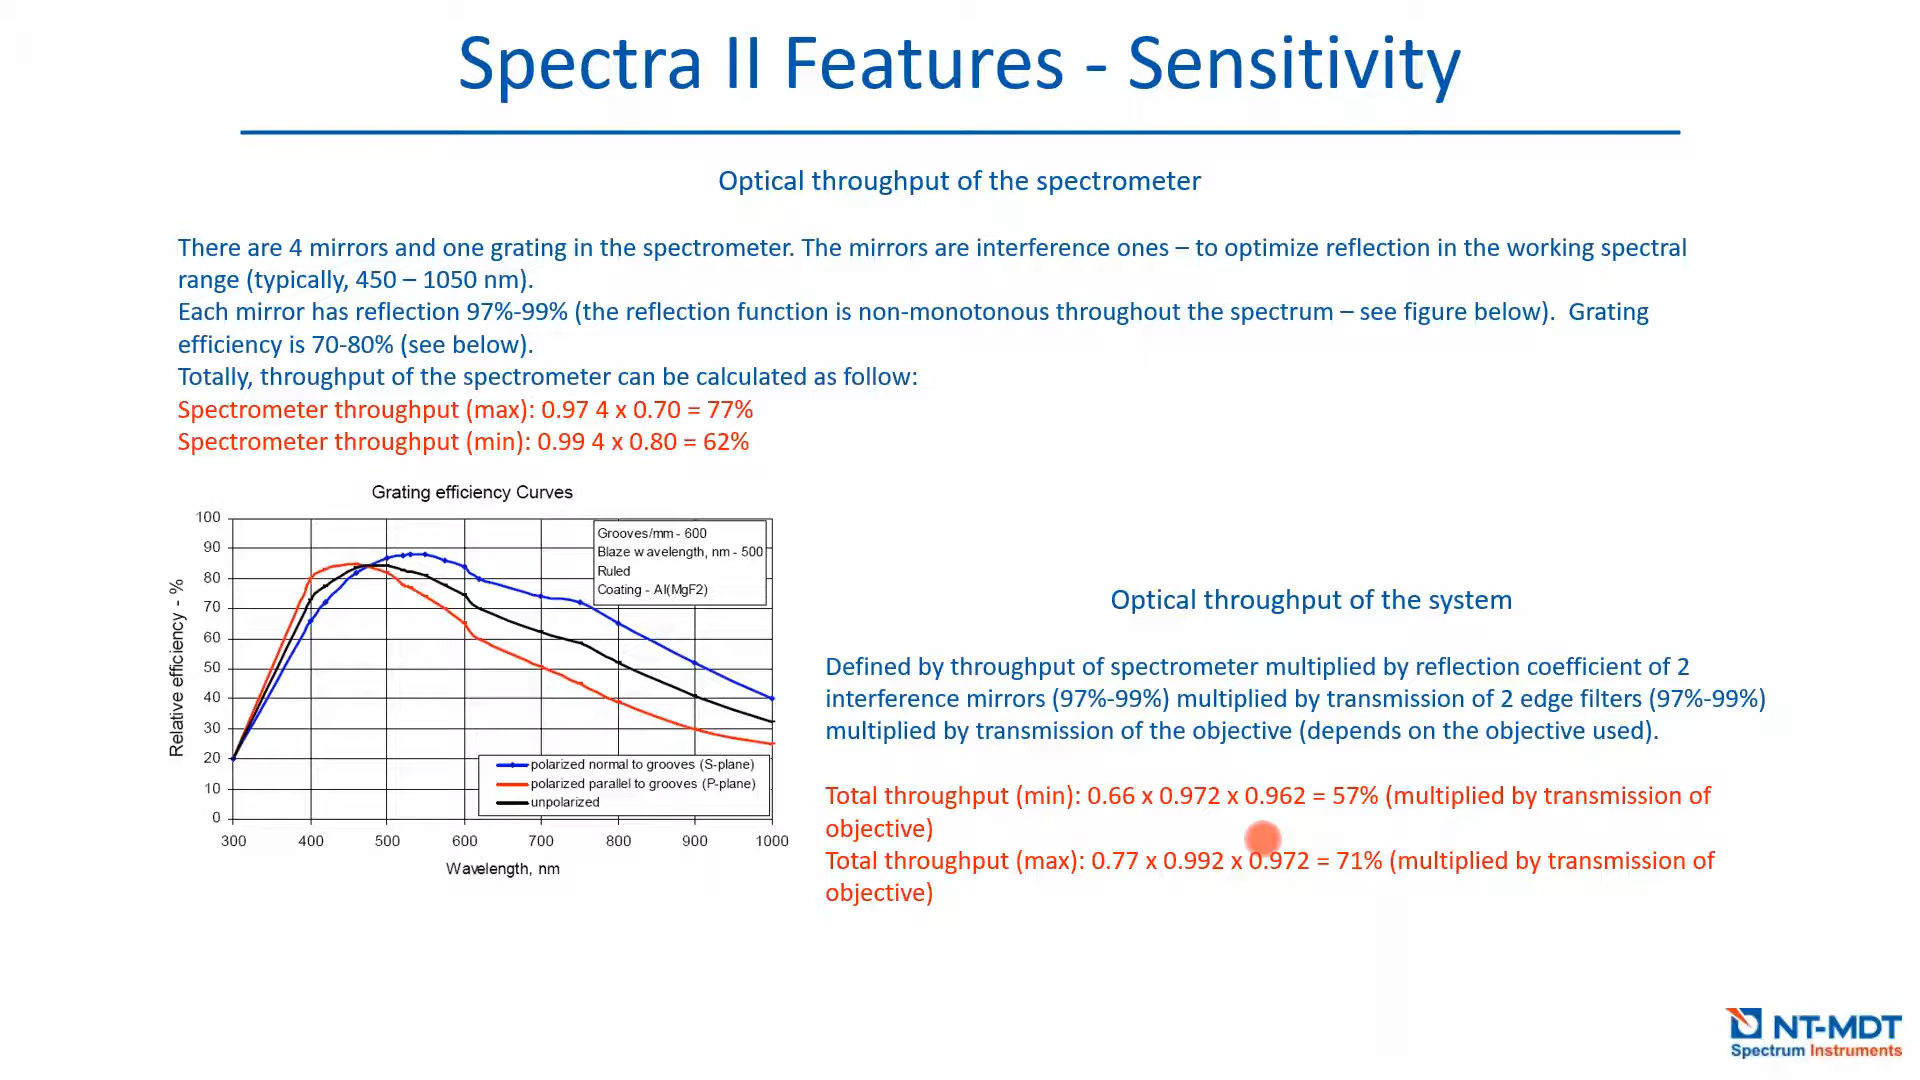 Spectra II Features - Sensitivity
Optical throughput of the spectrometer
There are 4 mirrors and one grating in the spectrometer. The mirrors are interference ones – to optimize reflection in the working spectral
range (typically, 450 – 1050 nm).
Each mirror has reflection 97%-99% (the reflection function is non-monotonous throughout the spectrum – see figure below).  Grating
efficiency is 70-80% (see below).
Totally, throughput of the spectrometer can be calculated as follow:
Spectrometer throughput (max): 0.97 4 x 0.70 = 77%
Spectrometer throughput (min): 0.99 4 x 0.80 = 62%
Grating efficiency Curves
Relative efficiency - %
100
90
80
70
60
50
40
30
20
10
0
Grooves/mm - 600
Blaze w avelength, nm - 500
Ruled
Coating - Al(MgF2)
polarized normal to grooves (S-plane)
polarized parallel to grooves (P-plane)
unpolarized
300 400 500 600 700 800 900 1000
Wavelength, nm
Optical throughput of the system
Defined by throughput of spectrometer multiplied by reflection coefficient of 2
interference mirrors (97%-99%) multiplied by transmission of 2 edge filters (97%-99%)
multiplied by transmission of the objective (depends on the objective used).
Total throughput (min): 0.66 x 0.972 x 0.962 = 57% (multiplied by transmission of
objective)
Total throughput (max): 0.77 x 0.992 x 0.972 = 71% (multiplied by transmission of
objective)
NT-MDT
Spectrum Instruments